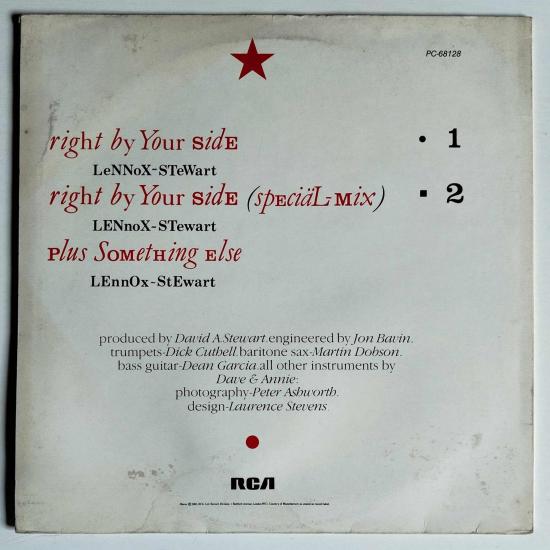 PC-68128
right by Your SidE • 1
LeNNoX-STeWart
right by Your SidE (spECiäL-Mix) ▪ 2
LENnoX-STewart
Plus SOMetHing Else
LEnnOx-StEwart
produced by David A.Stewart.engineered by Jon Bavin.
trumpets-Dick Cuthell.baritone sax-Martin Dobson.
bass guitar-Dean Garcia.all other instruments by
Dave & Annie:
photography-Peter Ashworth.
design-Laurence Stevens.
RCA